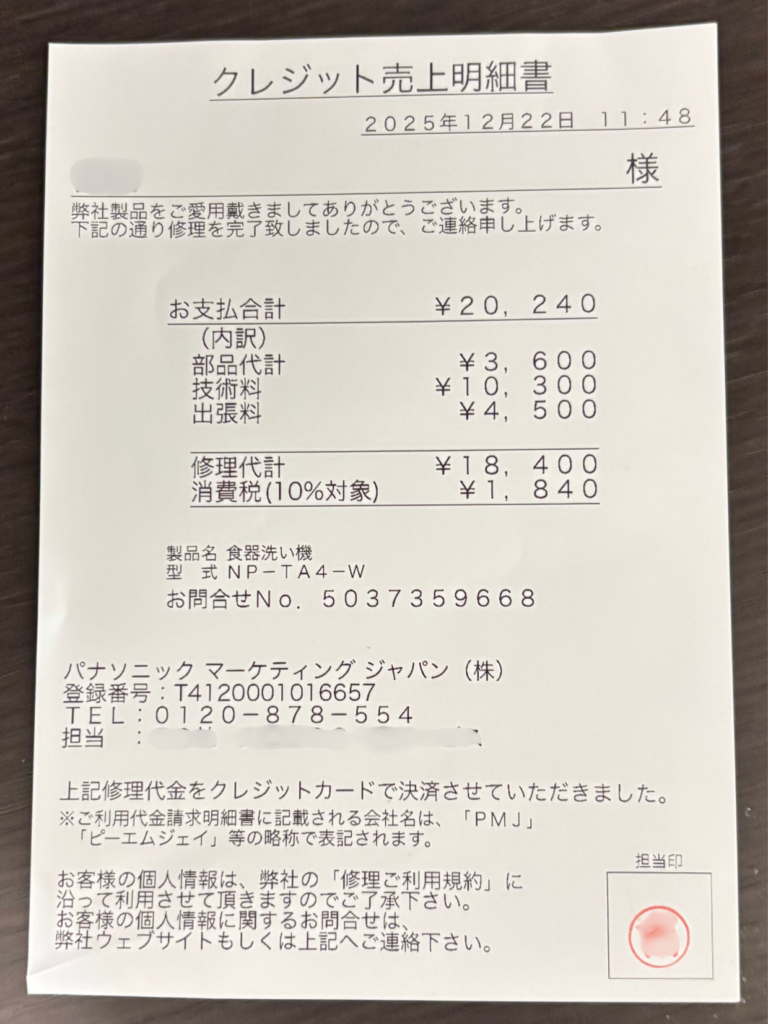 クレジット売上明細書
2025年12月22日 11:48
様
弊社製品をご愛用戴きましてありがとうございます。
下記の通り修理を完了致しましたので、ご連絡申し上げます。
お支払合計 ¥20,240
(内訳)
部品代計 ¥3,600
技術料 ¥10,300
出張料 ¥4,500
修理代計 ¥18,400
消費税(10%対象) ¥1,840
製品名 食器洗い機
型 式 NP-TA4-W
お問合せNo. 5037359668
パナソニック マーケティング ジャパン(株)
登録番号:T4120001016657
TEL:0120-878-554
担当 :
上記修理代金をクレジットカードで決済させていただきました。
※ご利用代金請求明細書に記載される会社名は、「PMJ」
「ピーエムジェイ」等の略称で表記されます。
担当印
お客様の個人情報は、弊社の「修理ご利用規約」に
沿って利用させて頂きますのでご了承下さい。
お客様の個人情報に関するお問合せは、
弊社ウェブサイトもしくは上記へご連絡下さい。